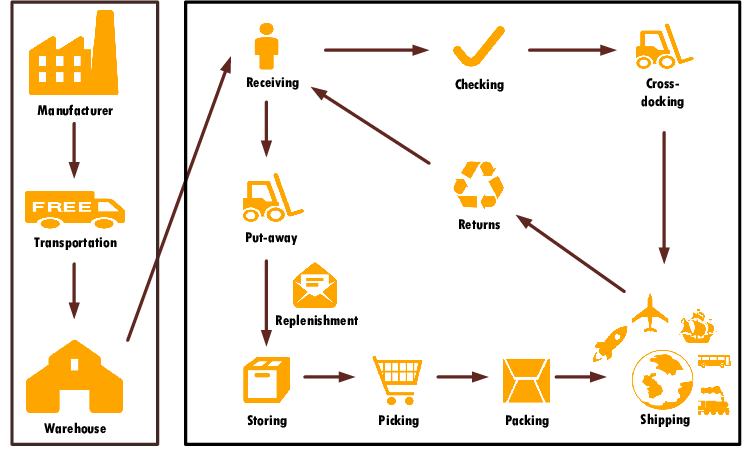 Manufacturer
FREE
Transportation
Warehouse
Receiving
Checking
Cross-
docking
Put-away
Returns
Replenishment
Storing
Picking
Packing
Shipping